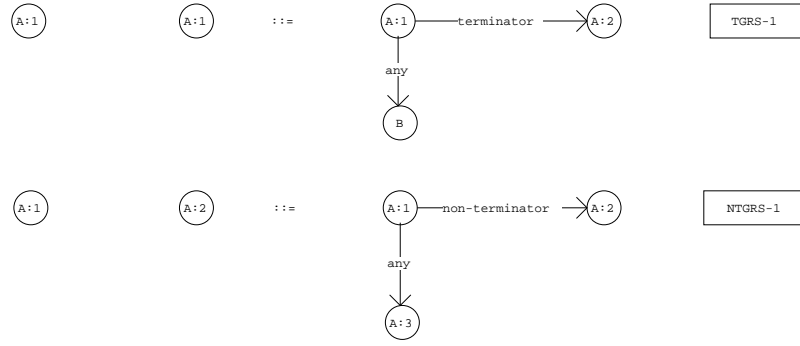 A:1 A:1 ::= A:1 terminator A:2 TGRS-1
any
B
A:1 A:2 ::= A:1 non-terminator A:2 NTGRS-1
any
A:3